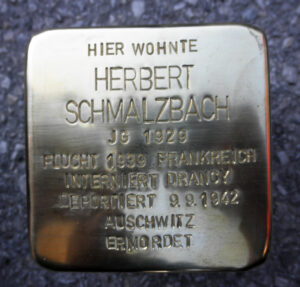 HIER WOHNTE
HERBERT
SCHMALZBACH
JG 1929
FLUCHT 1939 FRANKREICH
INTERNIERT DRANCY
DEPORTIERT 9.9.1942
AUSCHWITZ
ERMORDET